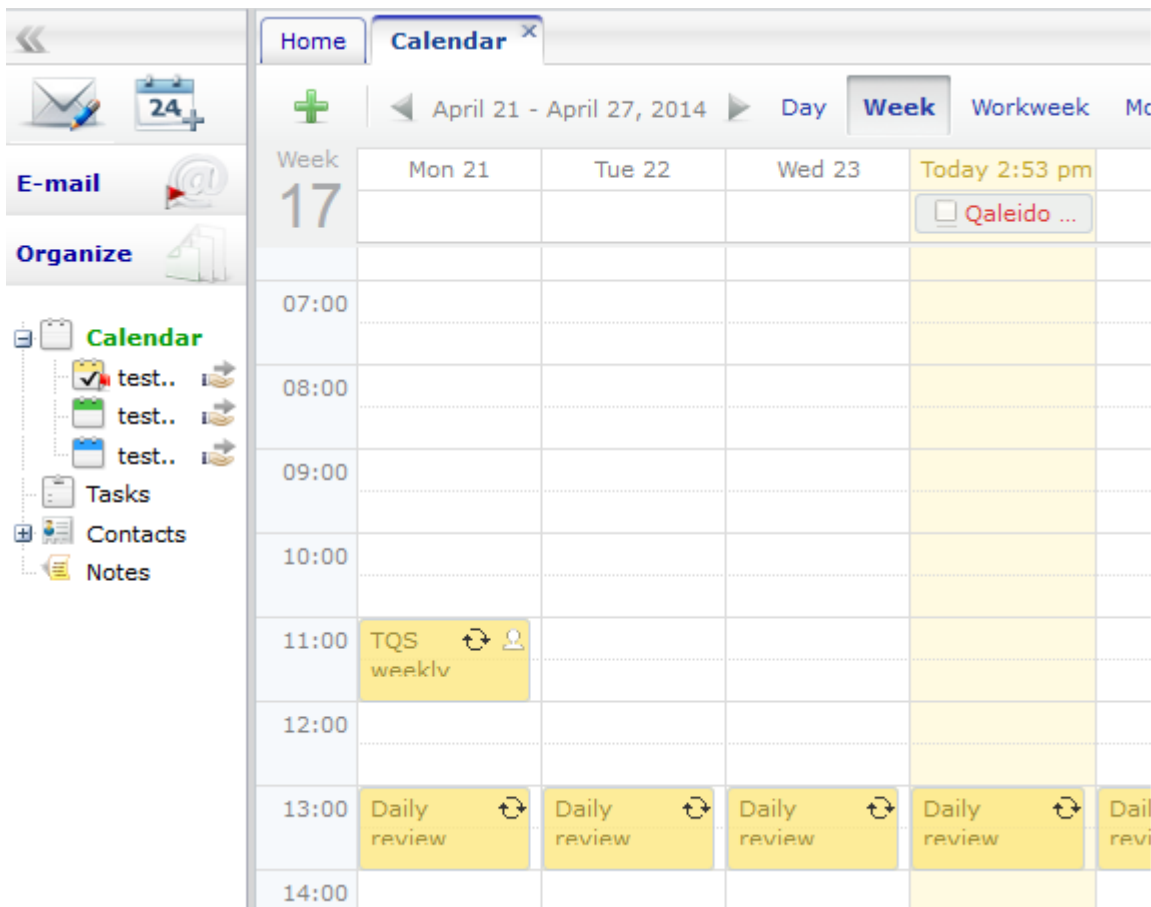 Home
Calendar
24
April 21 - April 27, 2014
Day
Week
Workweek
E-mail
Organize
Calendar
test..
test..
test..
Tasks
Contacts
Notes
Week
17
Mon 21
Tue 22
Wed 23
Today 2:53 pm
Qaleido ...
07:00
08:00
09:00
10:00
11:00
TQS
weekly
12:00
13:00
Daily
review
Daily
review
Daily
review
Daily
review
14:00